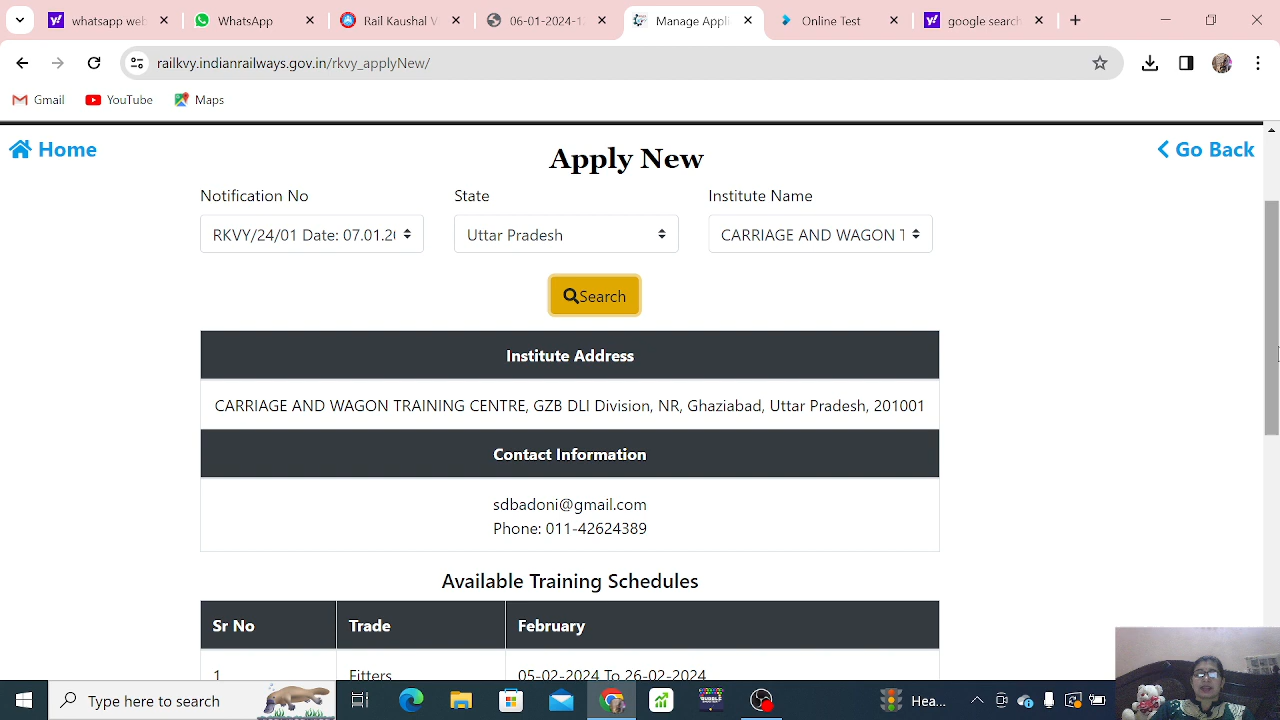 whatsapp web
WhatsApp
Rail Kaushal V
06-01-2024-1
Manage Appli
Online Test
google search
railkvy.indianrailways.gov.in/rkvy_applyNew/
Gmail
YouTube
Maps
Home
Apply New
Go Back
Notification No
State
Institute Name
RKVY/24/01 Date: 07.01.20
Uttar Pradesh
CARRIAGE AND WAGON T
Search
Institute Address
CARRIAGE AND WAGON TRAINING CENTRE, GZB DLI Division, NR, Ghaziabad, Uttar Pradesh, 201001
Contact Information
sdbadoni@gmail.com
Phone: 011-42624389
Available Training Schedules
Sr No
Trade
February
1
Fitters
05-02-2024 To 26-02-2024
Type here to search
Hea...